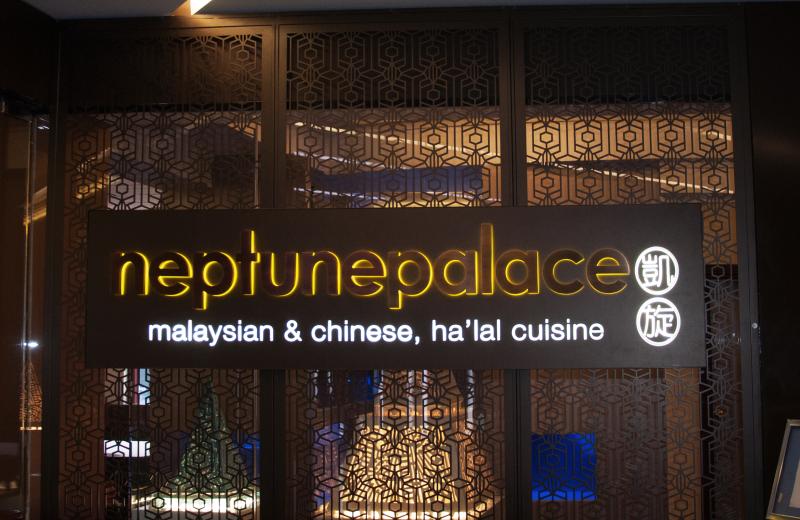 neptunepalace
malaysian & chinese, ha'lal cuisine
凱
旋